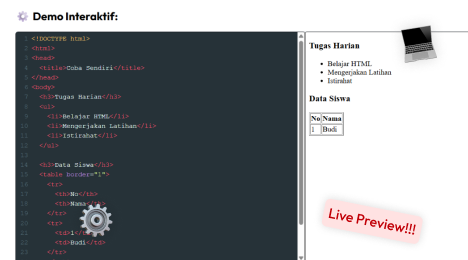 Demo Interaktif:
1 <!DOCTYPE html>
2 <html>
3 <head>
4 <title>Coba Sendiri</title>
5 </head>
6 <body>
7 <h3>Tugas Harian</h3>
8 <ul>
9 <li>Belajar HTML</li>
10 <li>Mengerjakan Latihan</li>
11 <li>Istirahat</li>
12 </ul>
13
14 <h3>Data Siswa</h3>
15 <table border="1">
16 <tr>
17 <th>No</th>
18 <th>Nama</th>
19 </tr>
20 <tr>
21 <td>1</td>
22 <td>Budi</td>
23 </tr>
Tugas Harian
Belajar HTML
Mengerjakan Latihan
Istirahat
Data Siswa
No Nama
1 Budi
Live Preview!!!